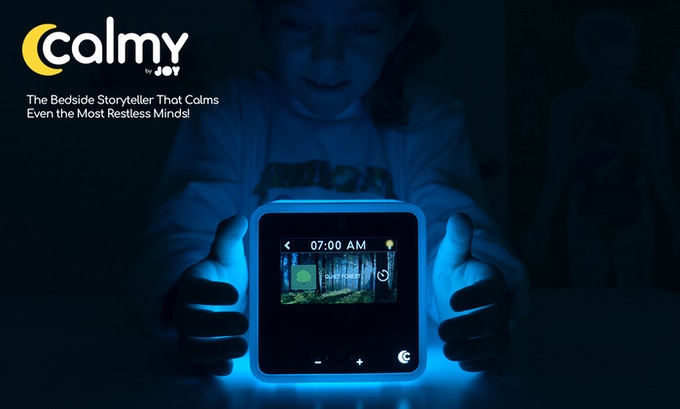 calmy
by JOY
The Bedside Storyteller That Calms
Even the Most Restless Minds!
07:00 AM
QUIET FOREST
- +